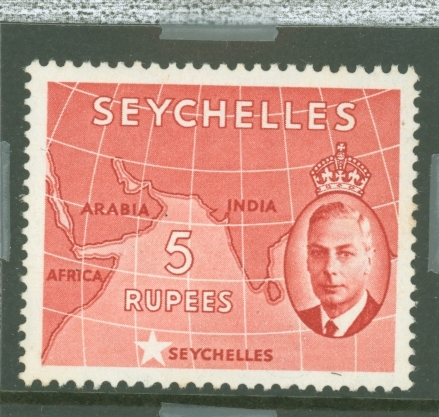 SEYCHELLES
ARABIA
INDIA
5
RUPEES
AFRICA
SEYCHELLES